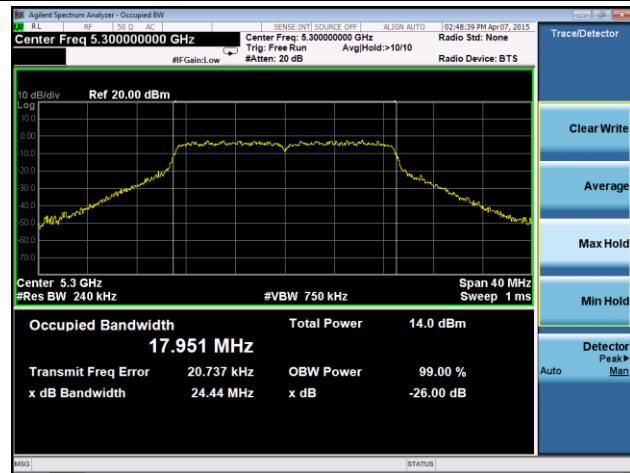 Agilent Spectrum Analyzer - Occupied BW
RL RF 50 Ω AC SENSE:INT SOURCE OFF ALIGN AUTO 02:48:39 PM Apr 07, 2015
Center Freq 5.300000000 GHz
Center Freq: 5.300000000 GHz
Radio Std: None
Trig: Free Run Avg|Hold:>10/10
#IFGain:Low #Atten: 20 dB Radio Device: BTS
Trace/Detector
10 dB/div Ref 20.00 dBm
Log
10.0
0.00
-10.0
-20.0
-30.0
-40.0
-50.0
-60.0
-70.0
Center 5.3 GHz Span 40 MHz
#Res BW 240 kHz #VBW 750 kHz Sweep 1 ms
Occupied Bandwidth Total Power 14.0 dBm
17.951 MHz
Transmit Freq Error 20.737 kHz OBW Power 99.00 %
x dB Bandwidth 24.44 MHz x dB -26.00 dB
Clear Write
Average
Max Hold
Min Hold
Detector
Peak▶
Auto Man
MSG STATUS